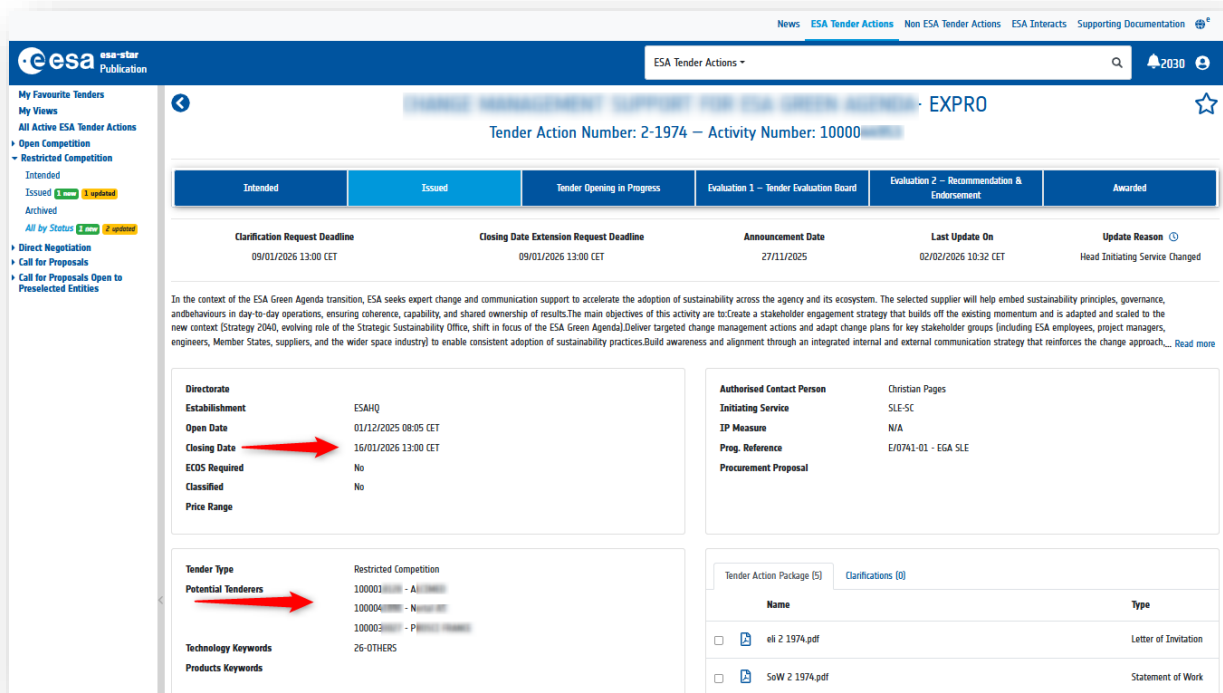 News ESA Tender Actions Non ESA Tender Actions ESA Interacts Supporting Documentation e
esa esa-star
Publication
ESA Tender Actions
2030
My Favourite Tenders
My Views
All Active ESA Tender Actions
Open Competition
Restricted Competition
Intended
Issued 1 new 1 updated
Archived
All by Status 1 new 2 updated
Direct Negotiation
Call for Proposals
Call for Proposals Open to
Preselected Entities
CHANGE MANAGEMENT SUPPORT FOR ESA GREEN AGENDA- EXPRO
Tender Action Number: 2-1974 — Activity Number: 10000
Intended Issued Tender Opening in Progress Evaluation 1 — Tender Evaluation Board Evaluation 2 — Recommendation & Endorsement Awarded
Clarification Request Deadline Closing Date Extension Request Deadline Announcement Date Last Update On Update Reason
09/01/2026 13:00 CET 09/01/2026 13:00 CET 27/11/2025 02/02/2026 10:32 CET Head Initiating Service Changed
In the context of the ESA Green Agenda transition, ESA seeks expert change and communication support to accelerate the adoption of sustainability across the agency and its ecosystem. The selected supplier will help embed sustainability principles, governance,
andbehaviours in day-to-day operations, ensuring coherence, capability, and shared ownership of results.The main objectives of this activity are to:Create a stakeholder engagement strategy that builds off the existing momentum and is adapted and scaled to the
new context (Strategy 2040, evolving role of the Strategic Sustainability Office, shift in focus of the ESA Green Agenda).Deliver targeted change management actions and adapt change plans for key stakeholder groups (including ESA employees, project managers,
engineers, Member States, suppliers, and the wider space industry) to enable consistent adoption of sustainability practices.Build awareness and alignment through an integrated internal and external communication strategy that reinforces the change approach,... Read more
Directorate
Establishment ESAHQ
Open Date 01/12/2025 08:05 CET
Closing Date 16/01/2026 13:00 CET
ECOS Required No
Classified No
Price Range
Authorised Contact Person Christian Pages
Initiating Service SLE-SC
IP Measure N/A
Prog. Reference E/0741-01 - EGA SLE
Procurement Proposal
Tender Type Restricted Competition
Potential Tenderers 100001 - A
100004 - N
100003 - P
Technology Keywords 26-OTHERS
Products Keywords
Tender Action Package (5) Clarifications (0)
Name Type
eli 2 1974.pdf Letter of Invitation
SoW 2 1974.pdf Statement of Work